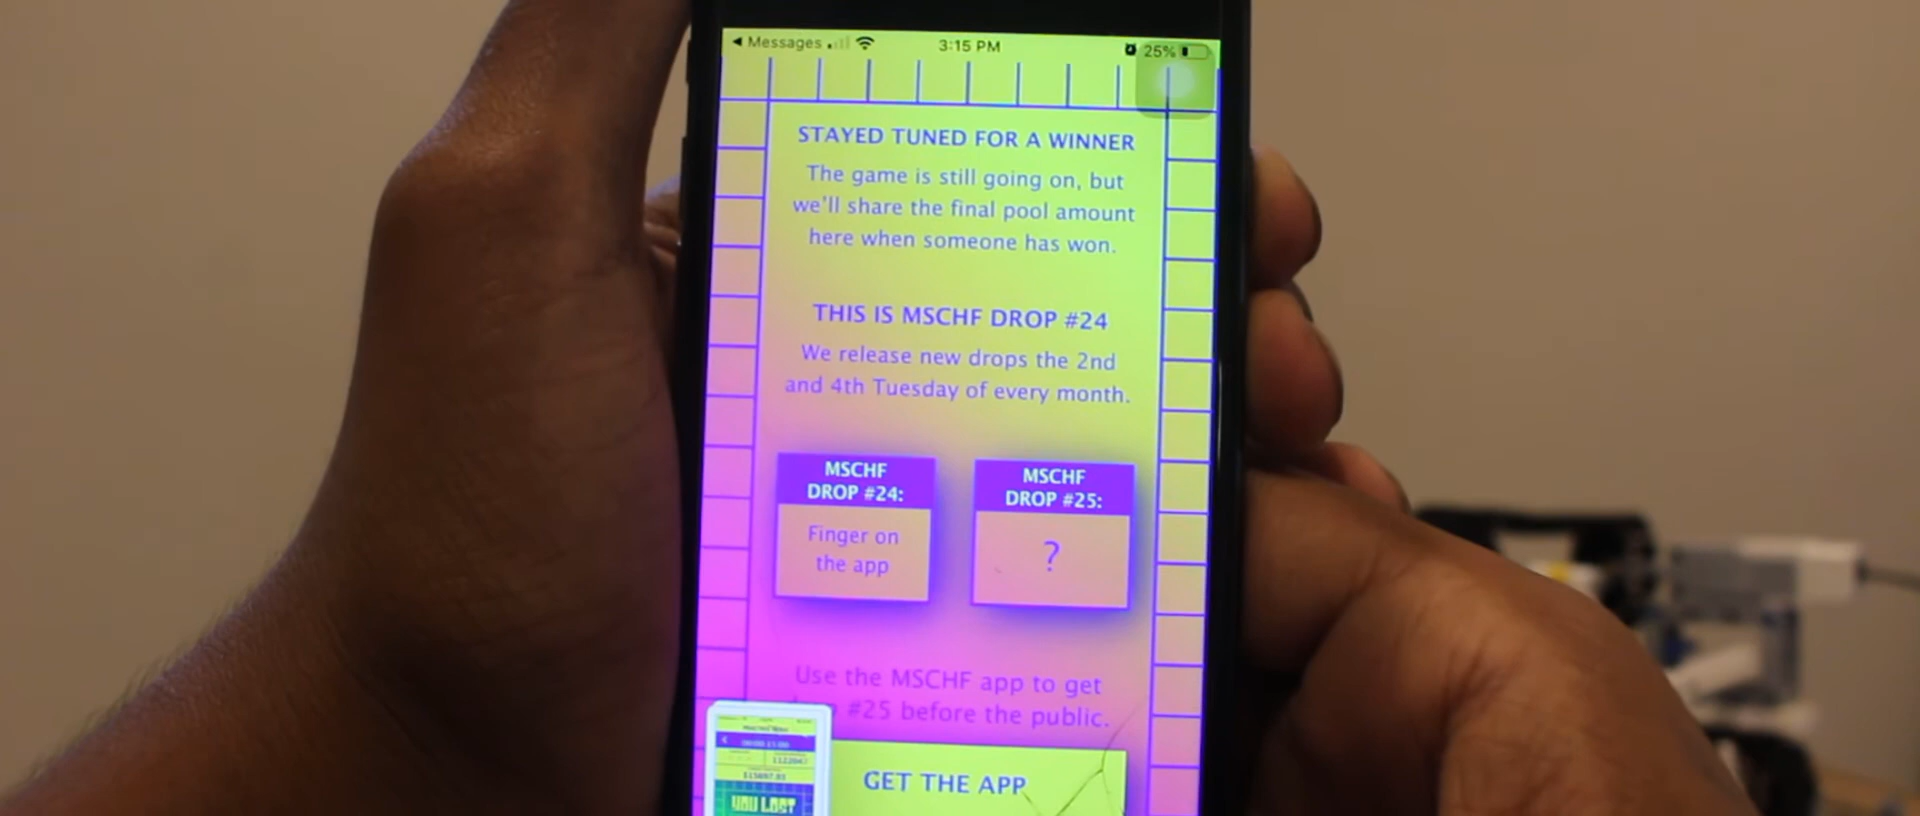 Messages
3:15 PM
25%
STAYED TUNED FOR A WINNER
The game is still going on, but
we'll share the final pool amount
here when someone has won.
THIS IS MSCHF DROP #24
We release new drops the 2nd
and 4th Tuesday of every month.
MSCHF
DROP #24:
Finger on
the app
MSCHF
DROP #25:
?
Use the MSCHF app to get
#25 before the public.
GET THE APP
YOU LOST